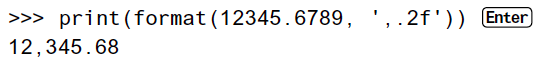 >>> print(format(12345.6789, ',.2f')) Enter
12,345.68